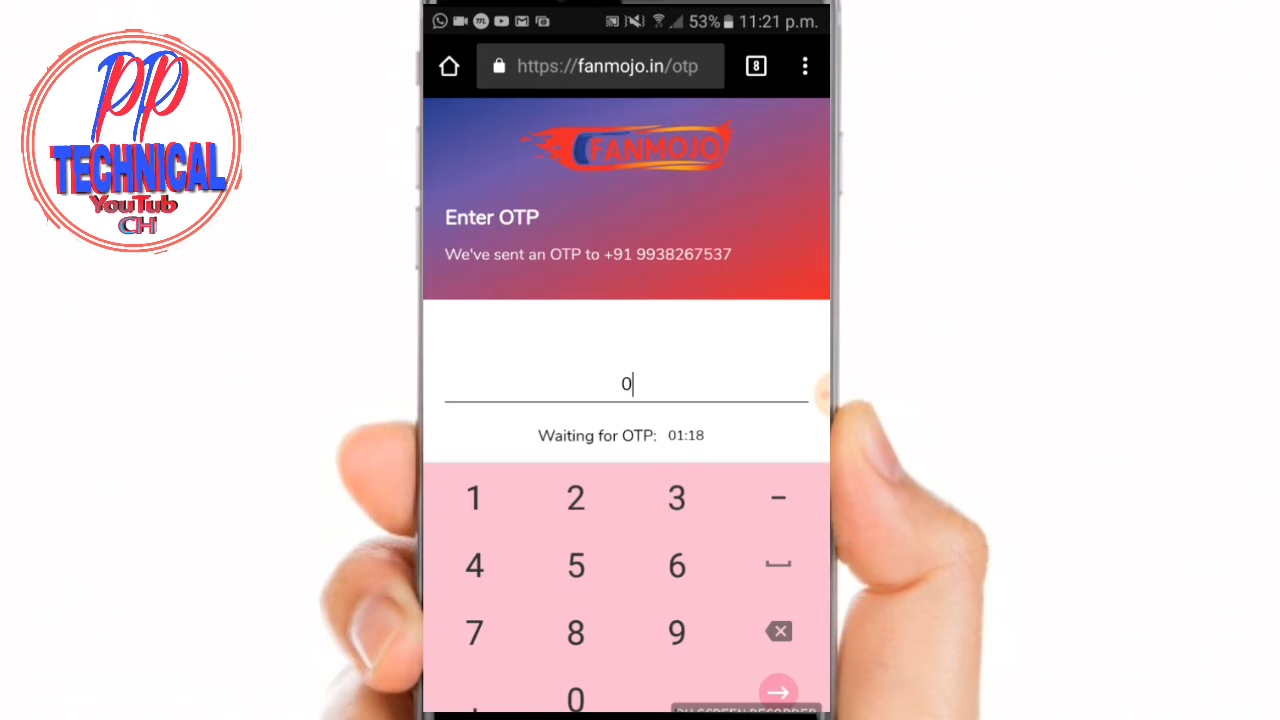 PP
TECHNICAL
YouTub
CH
53% 11:21 p.m.
https://fanmojo.in/otp
8
FANMOJO
Enter OTP
We've sent an OTP to +91 9938267537
0
Waiting for OTP: 01:18
1 2 3 -
4 5 6
7 8 9
. 0
SCREEN RECORDER